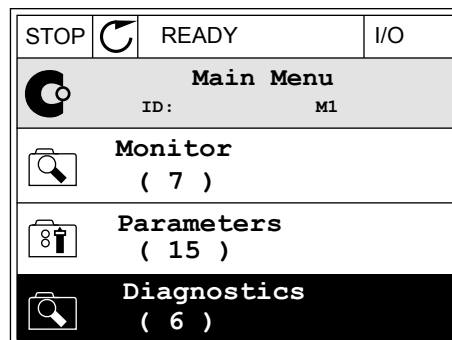 STOP READY I/O
Main Menu
ID: M1
Monitor
( 7 )
Parameters
( 15 )
Diagnostics
( 6 )